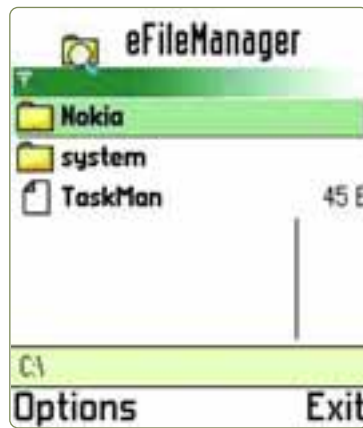 eFileManager
Nokia
system
TaskMan 45 B
C:\
Options Exit